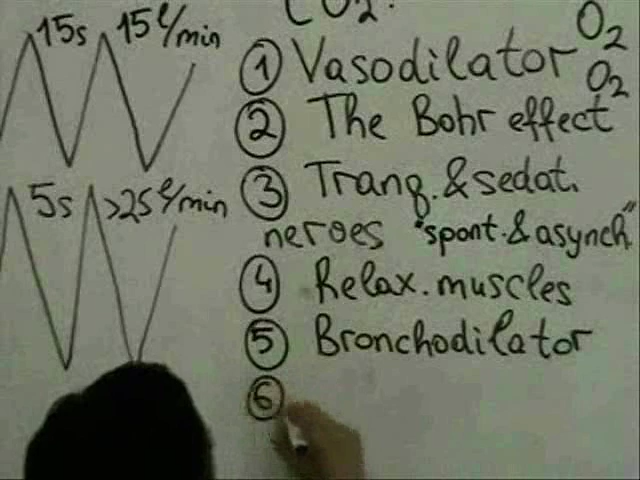 CO2.
15s 15 l/min
① Vasodilator O2
O2
② The Bohr effect
③ Tranq.&sedat.
5s >25 l/min
neroes "spont.&asynch"
④ Relax.muscles
⑤ Bronchodilator
⑥